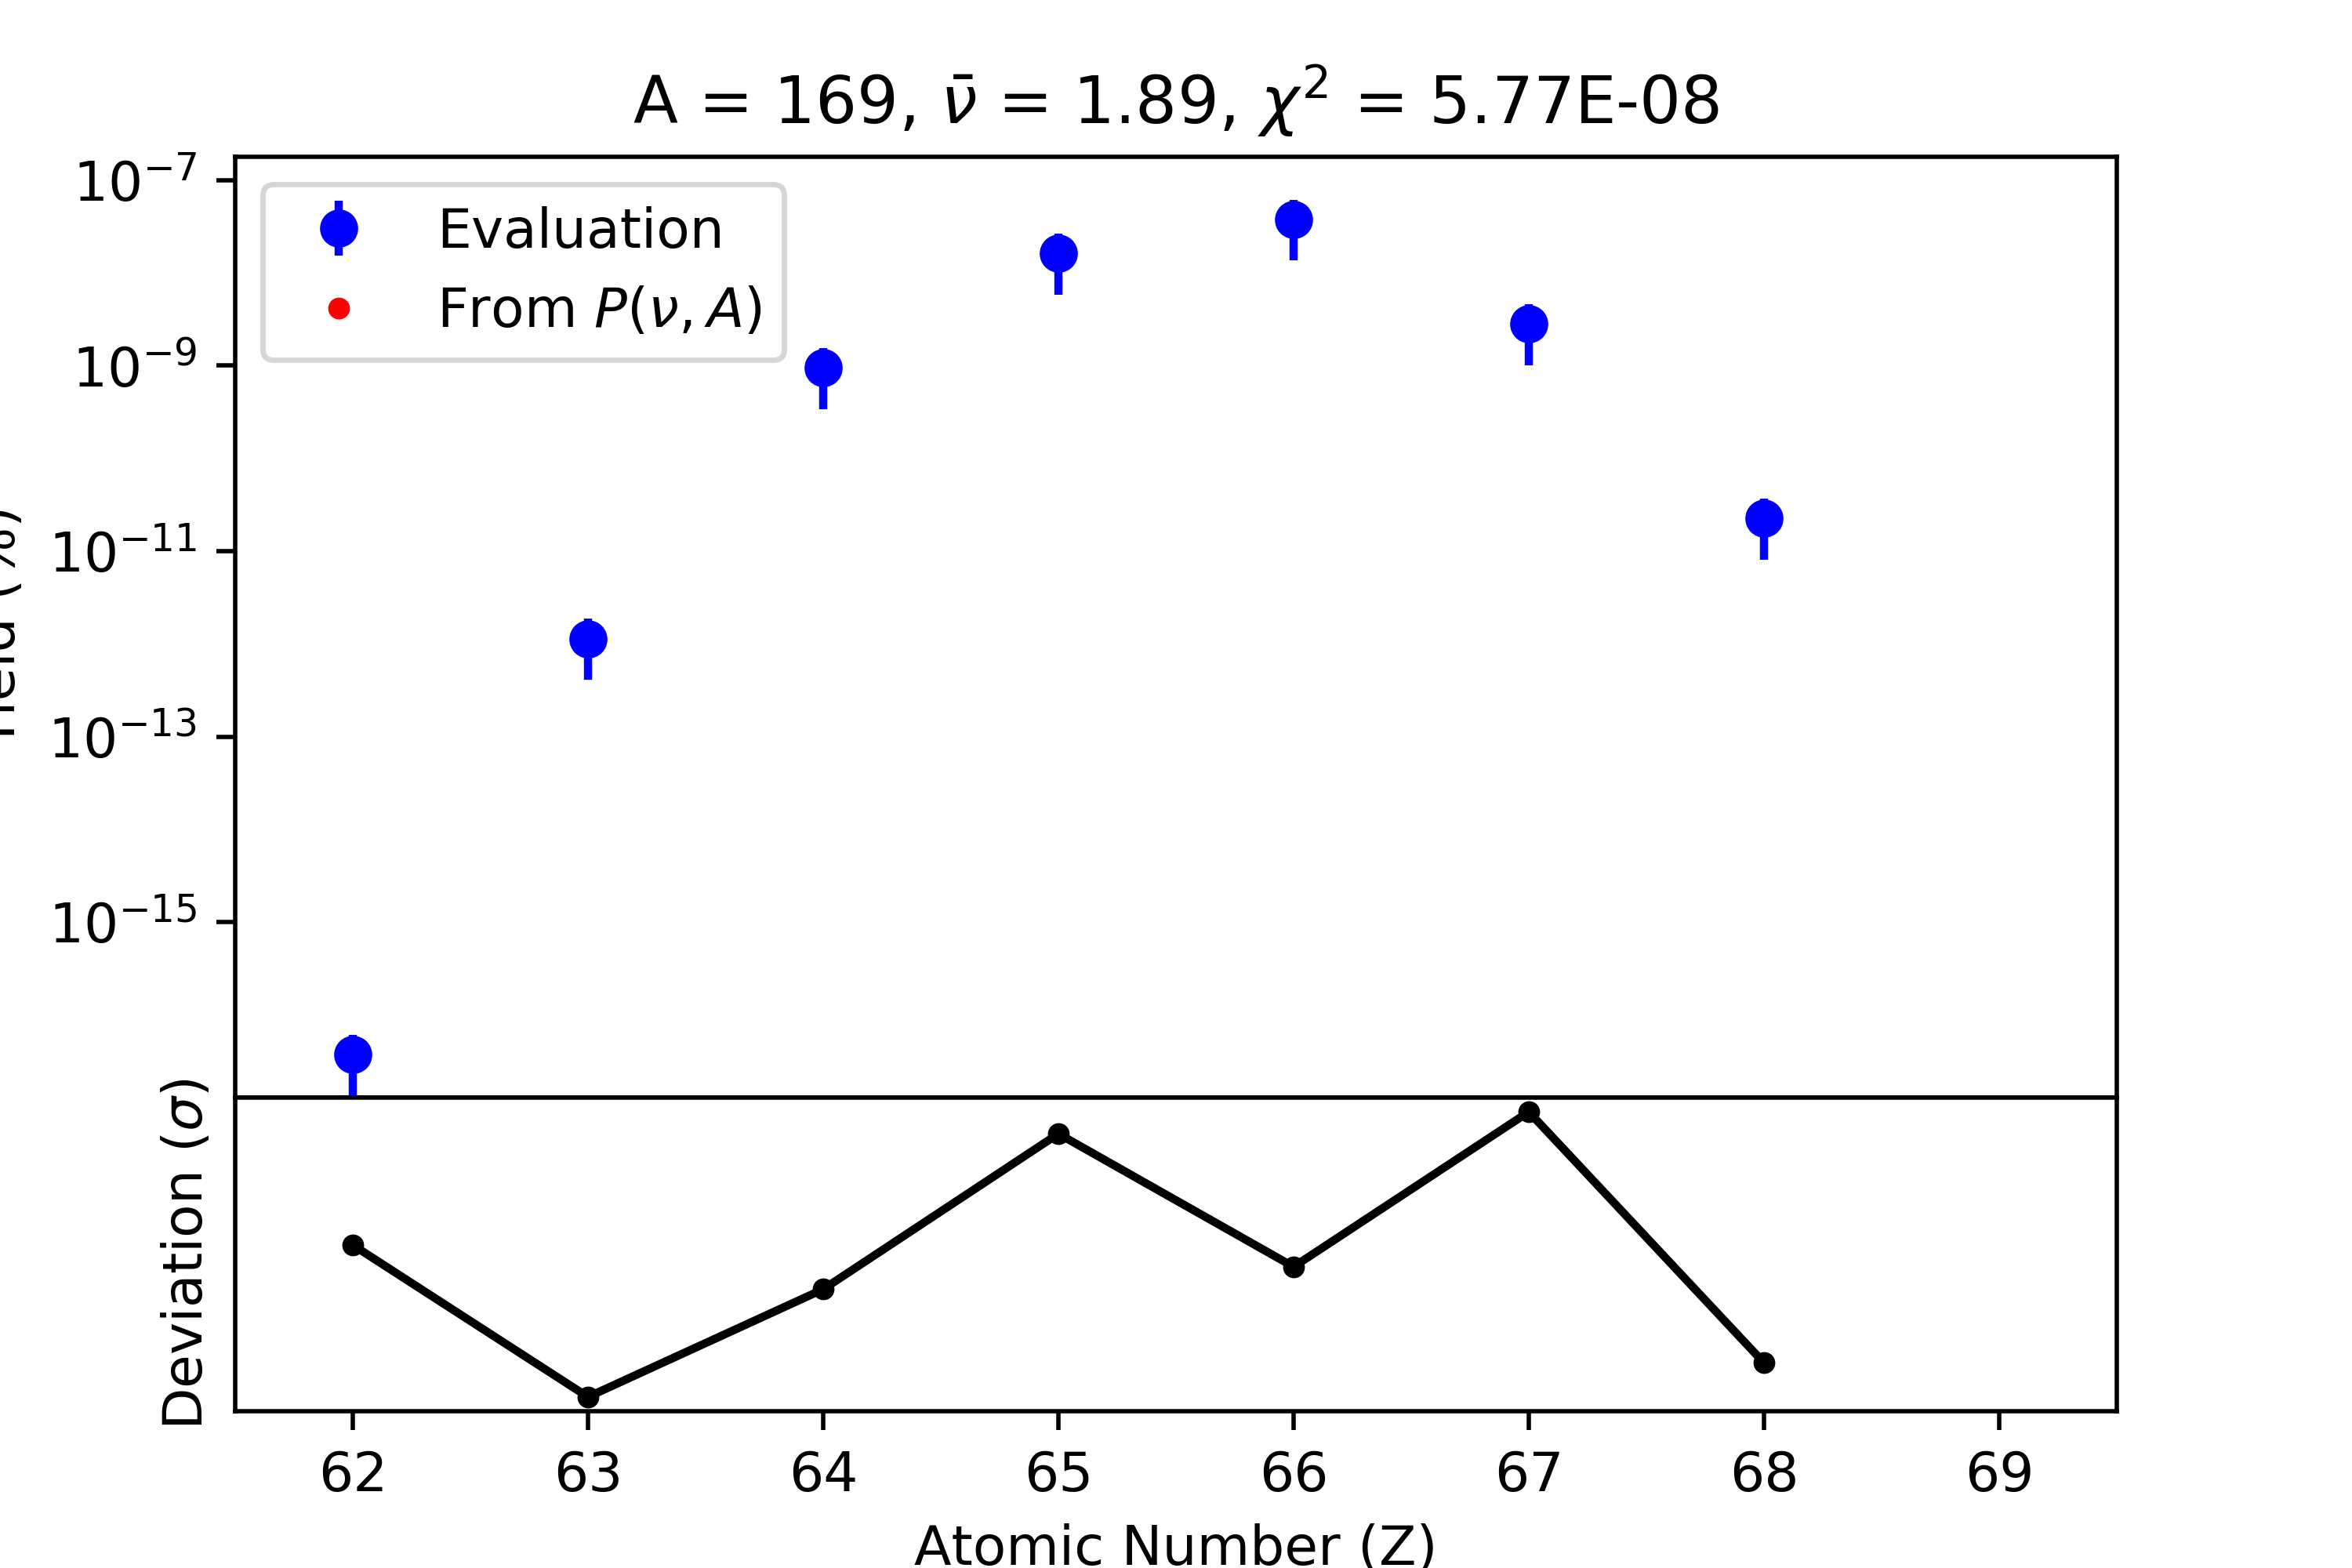 A = 169, ν̄ = 1.89, χ² = 5.77E-08
10⁻⁷
10⁻⁹
10⁻¹¹
10⁻¹³
10⁻¹⁵
Evaluation
From P(ν, A)
(%)
Deviation (σ)
62 63 64 65 66 67 68 69
Atomic Number (Z)